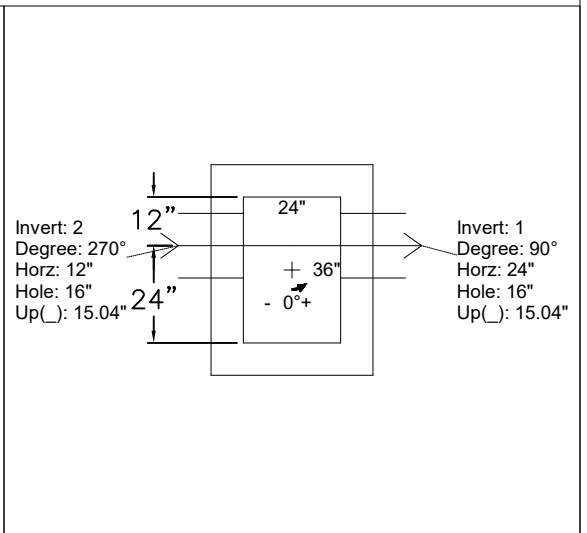 12”
24"
Invert: 2
Degree: 270°
Horz: 12"
Hole: 16"
Up(_): 15.04"
24”
36"
- 0°+
Invert: 1
Degree: 90°
Horz: 24"
Hole: 16"
Up(_): 15.04"